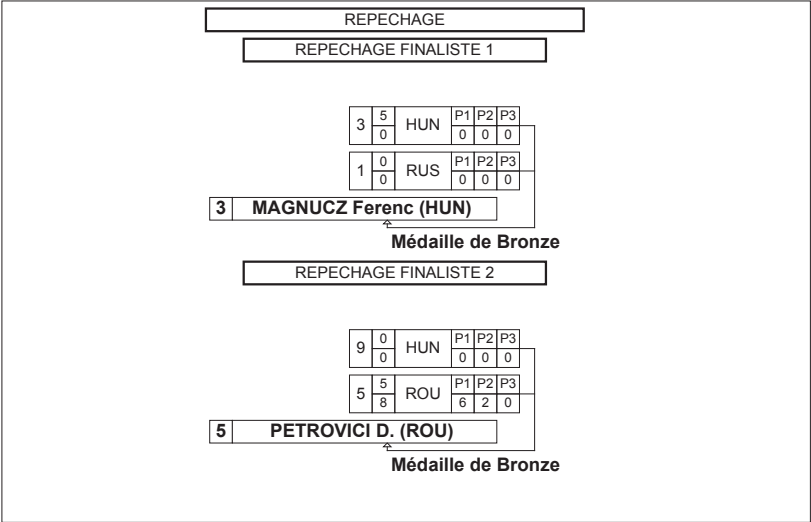 REPECHAGE
REPECHAGE FINALISTE 1
3 5 HUN P1 P2 P3
0 0 0 0
1 0 RUS P1 P2 P3
0 0 0 0
3 MAGNUCZ Ferenc (HUN)
Médaille de Bronze
REPECHAGE FINALISTE 2
9 0 HUN P1 P2 P3
0 0 0 0
5 5 ROU P1 P2 P3
8 6 2 0
5 PETROVICI D. (ROU)
Médaille de Bronze